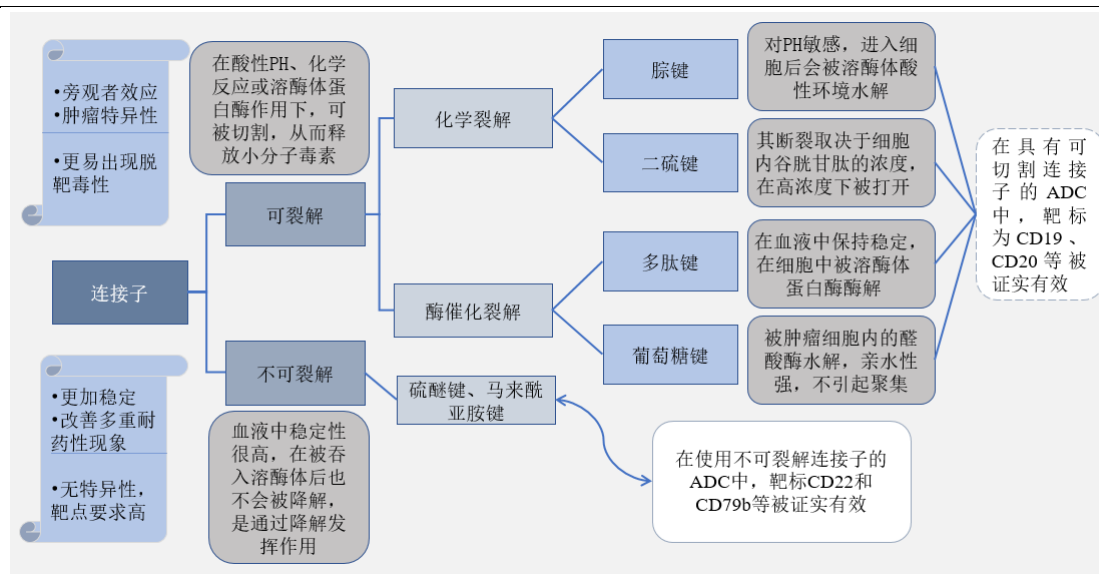 •旁观者效应
•肿瘤特异性
•更易出现脱
靶毒性
在酸性PH、化学
反应或溶酶体蛋
白酶作用下，可
被切割，从而释
放小分子毒素
可裂解
连接子
不可裂解
•更加稳定
•改善多重耐
药性现象
•无特异性，
靶点要求高
血液中稳定性
很高，在被吞
入溶酶体后也
不会被降解，
是通过降解发
挥作用
化学裂解
酶催化裂解
硫醚键、马来酰
亚胺键
腙键
二硫键
多肽键
葡萄糖键
对PH敏感，进入细
胞后会被溶酶体酸
性环境水解
其断裂取决于细胞
内谷胱甘肽的浓度，
在高浓度下被打开
在血液中保持稳定，
在细胞中被溶酶体
蛋白酶酶解
被肿瘤细胞内的醛
酸酶水解，亲水性
强，不引起聚集
在具有可
切割连接
子的ADC
中，靶标
为CD19、
CD20等被
证实有效
在使用不可裂解连接子的
ADC中，靶标CD22和
CD79b等被证实有效